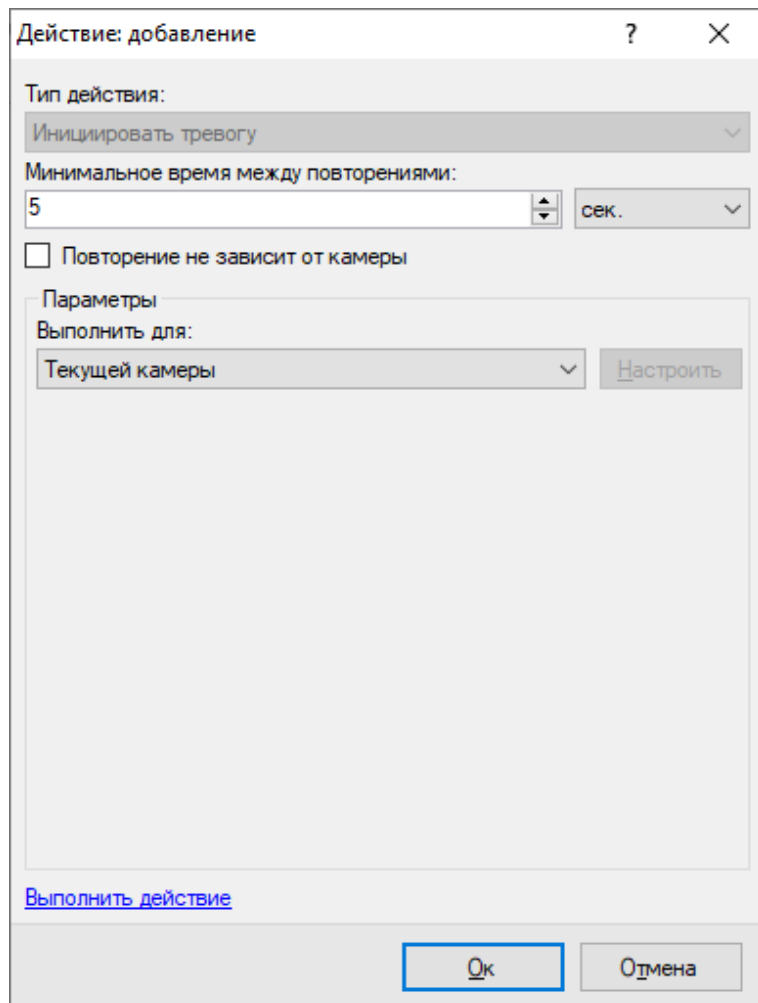 Действие: добавление
?
Тип действия:
Инициировать тревогу
Минимальное время между повторениями:
5
сек.
Повторение не зависит от камеры
Параметры
Выполнить для:
Текущей камеры
Настроить
Выполнить действие
Ок
Отмена